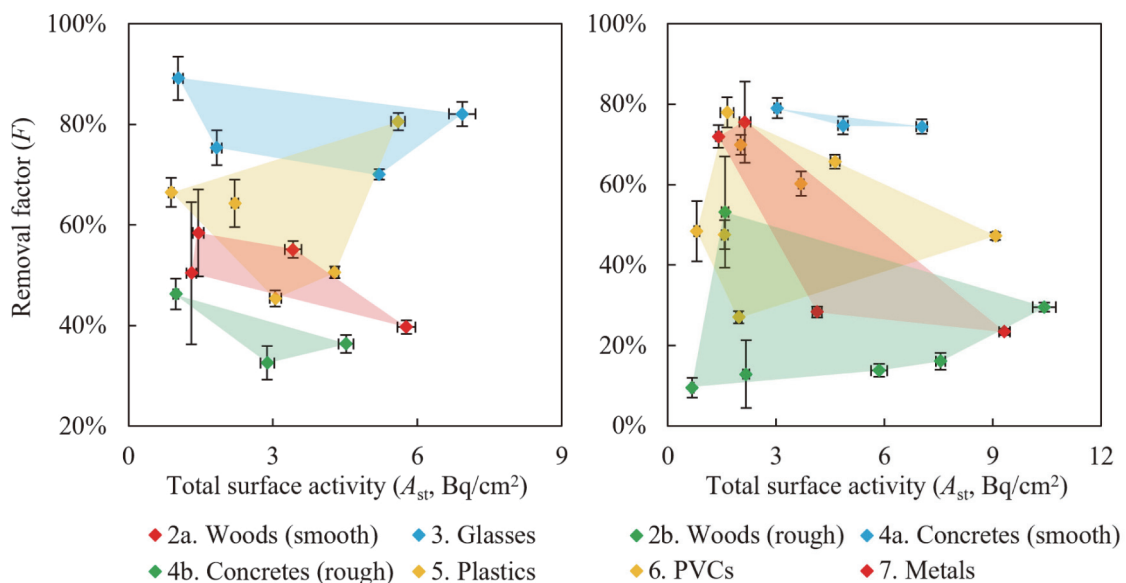 Removal factor (F)
100%
80%
60%
40%
20%
0
3
6
9
Total surface activity (Ast, Bq/cm²)
2a. Woods (smooth)
3. Glasses
4b. Concretes (rough)
5. Plastics
100%
80%
60%
40%
20%
0%
0
3
6
9
12
Total surface activity (Ast, Bq/cm²)
2b. Woods (rough)
4a. Concretes (smooth)
6. PVCs
7. Metals